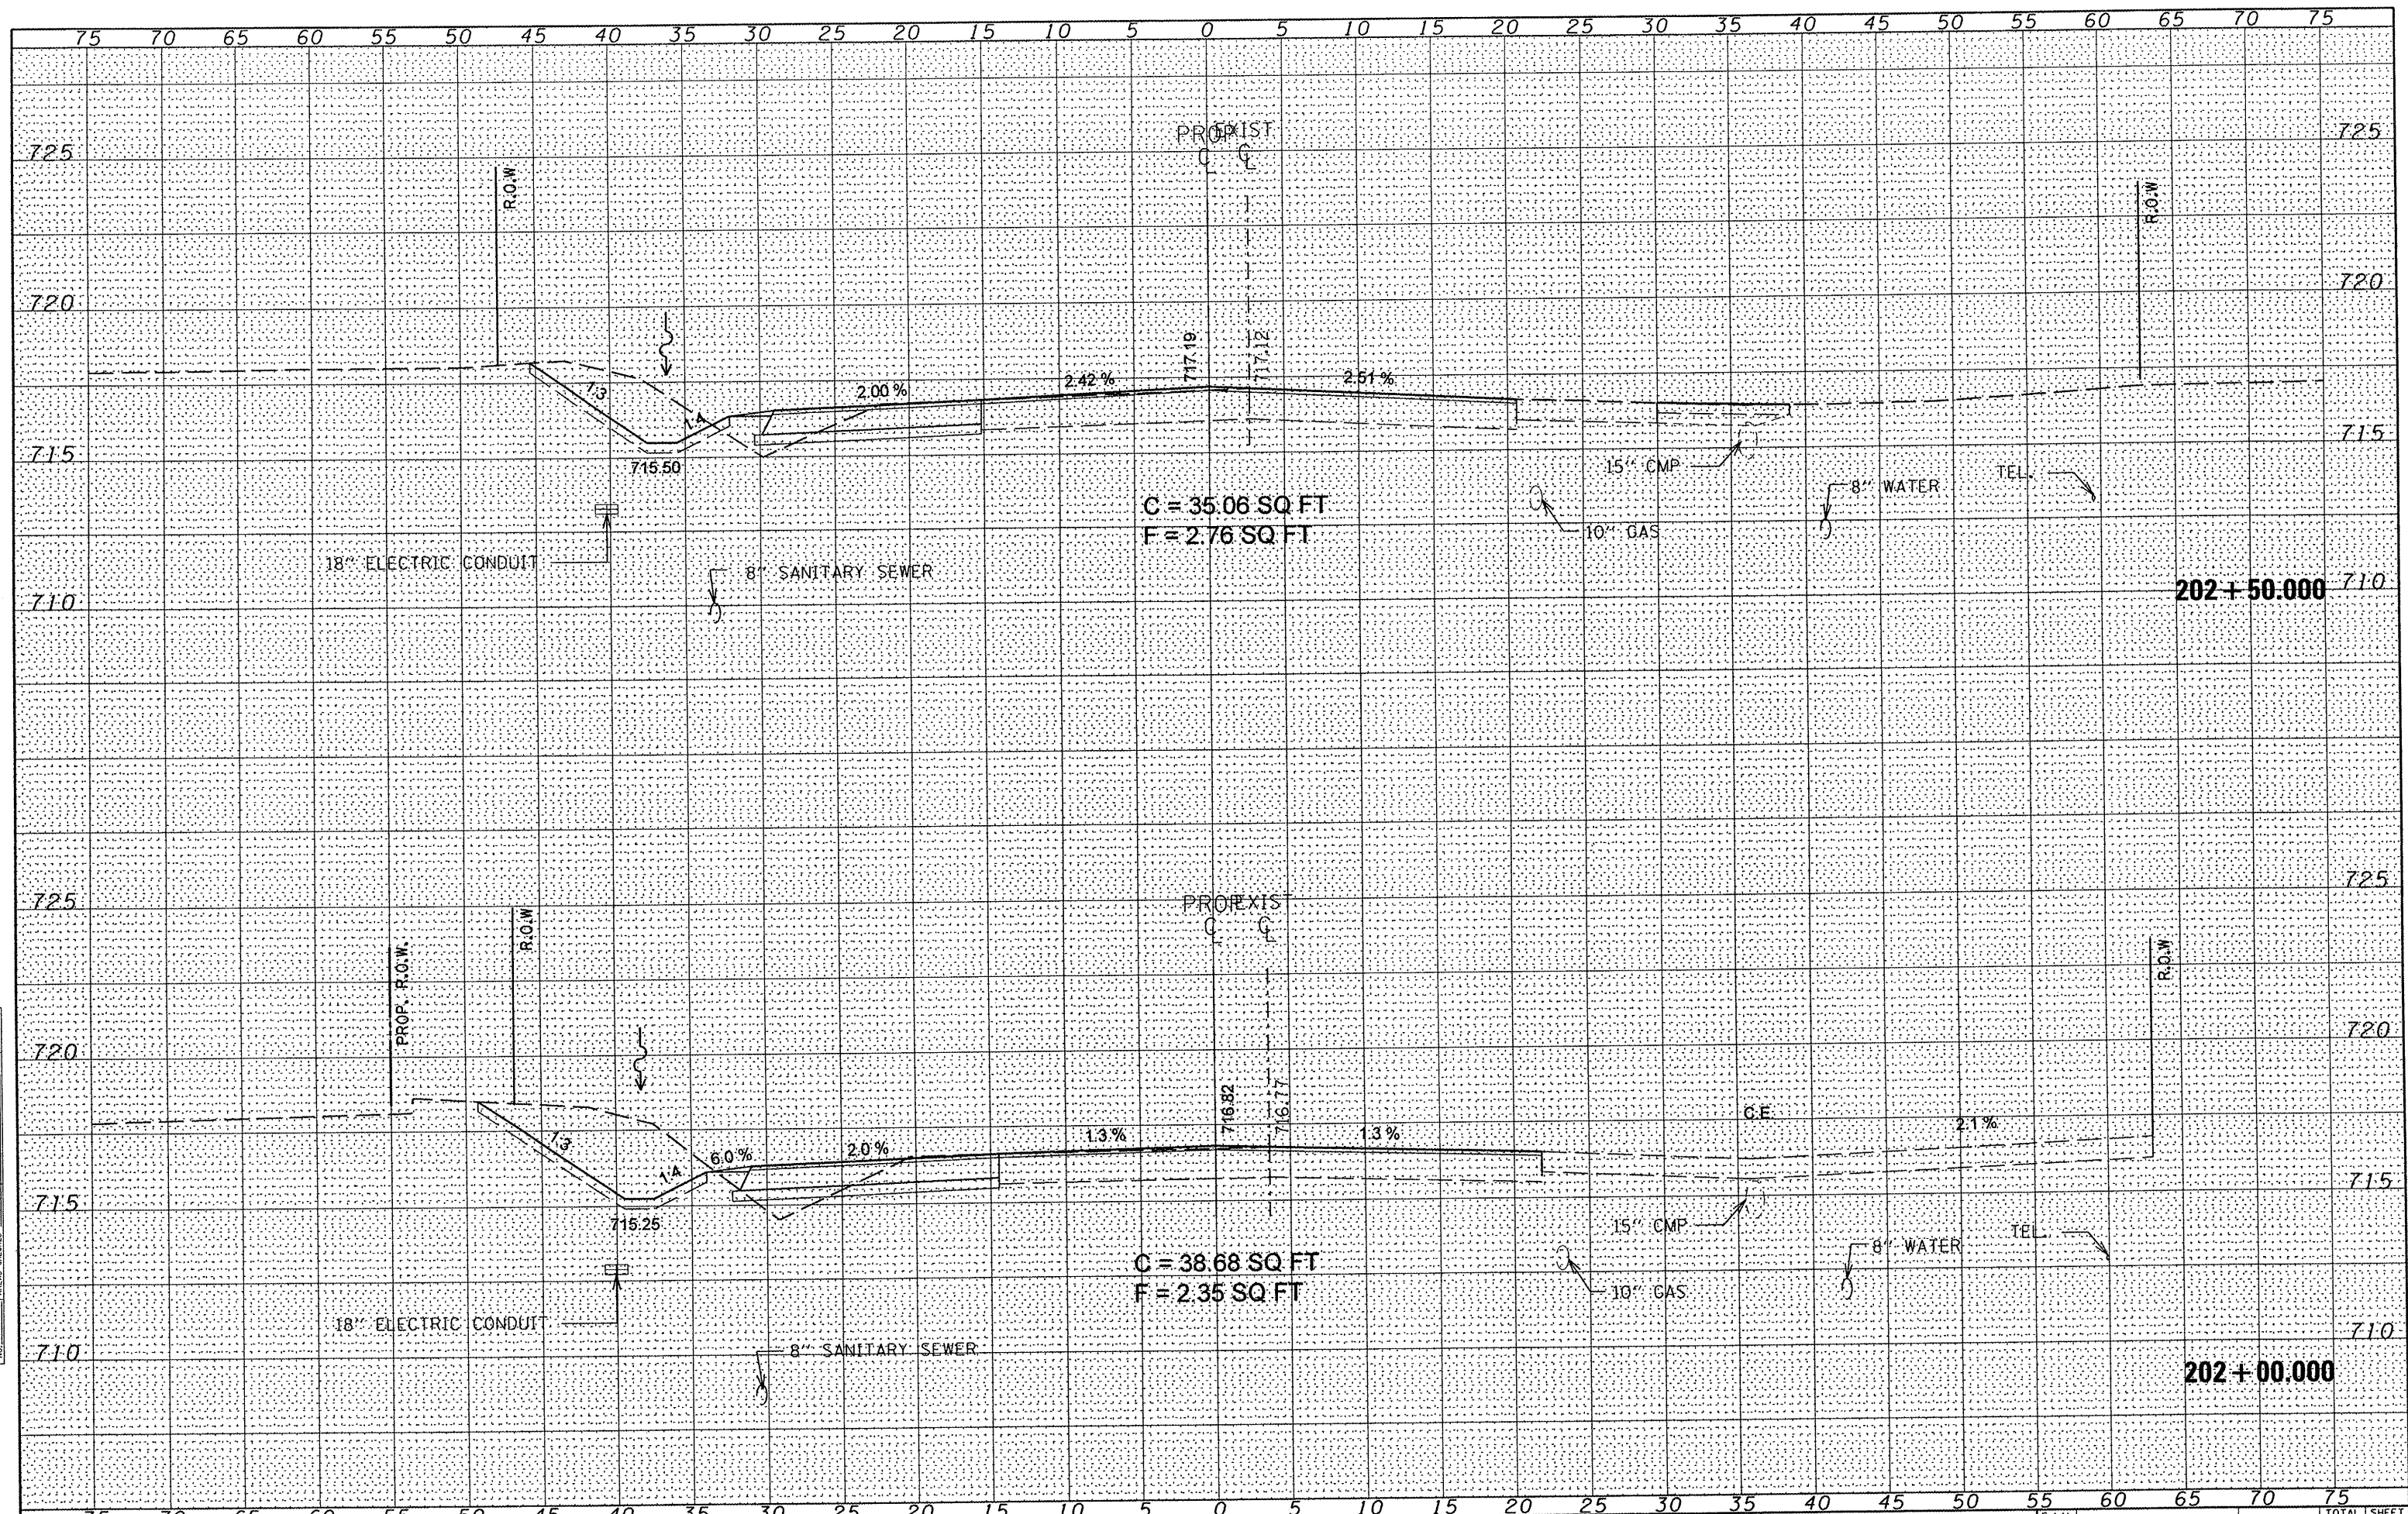 75 70 65 60 55 50 45 40 35 30 25 20 15 10 5 0 5 10 15 20 25 30 35 40 45 50 55 60 65 70 75
PROP EXIST
725 725
R.O.W R.O.W
720 720
717.19 717.12
1:3 1:4 2.00 % 2.42 % 2.51 %
715 715
715.50
15" CMP
TEL.
8" WATER
C = 35.06 SQ FT
F = 2.76 SQ FT
10" GAS
18" ELECTRIC CONDUIT
8" SANITARY SEWER
710 202+50.000 710
725 725
PROP EXIST
PROP. R.O.W. R.O.W R.O.W
720 720
716.82 716.77
C.E.
1:3 1:4 6.0 % 2.0 % 1.3 % 1.3 % 2.1 %
715 715
715.25
15" CMP
TEL.
8" WATER
C = 38.68 SQ FT
F = 2.35 SQ FT
10" GAS
18" ELECTRIC CONDUIT
8" SANITARY SEWER
710 710
202+00.000
75 70 65 60 55 50 45 40 35 30 25 20 15 10 5 0 5 10 15 20 25 30 35 40 45 50 55 60 65 70 75
TOTAL SHEET